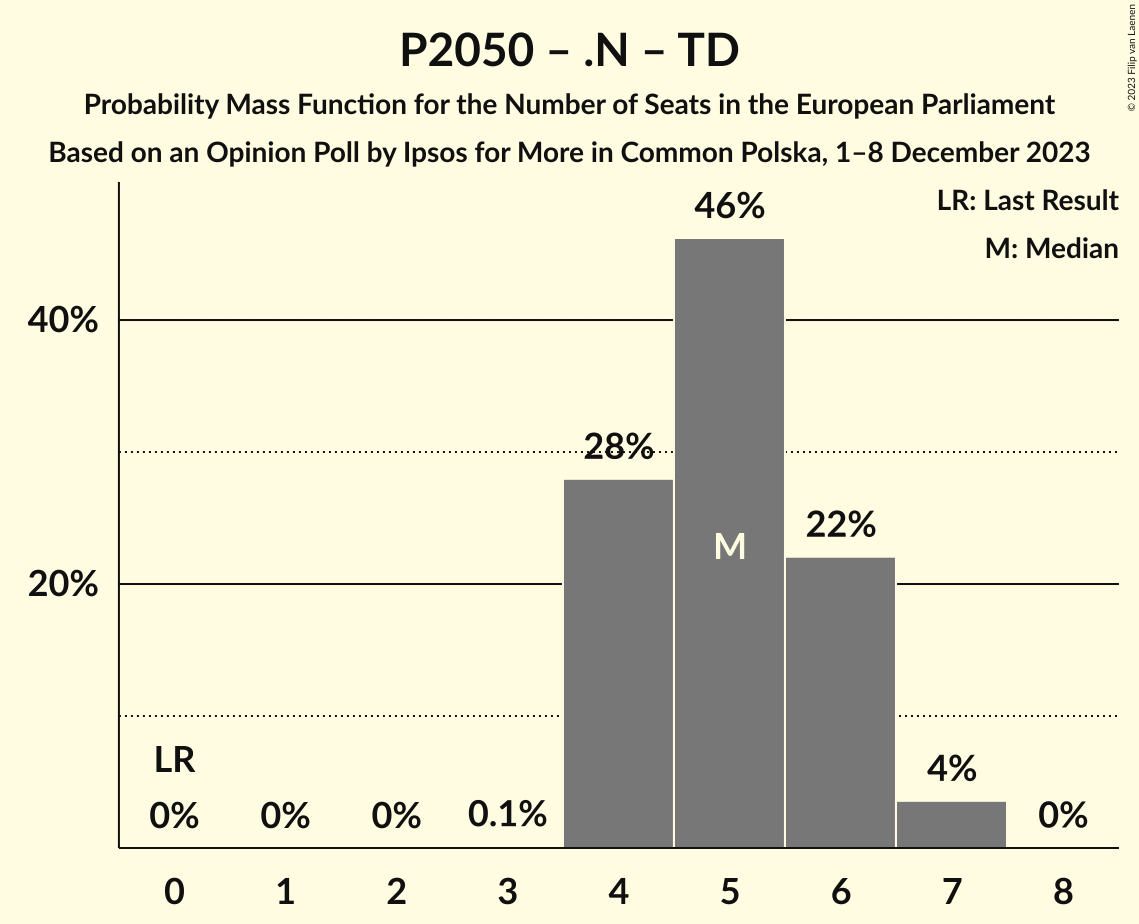 P2050 – .N – TD
Probability Mass Function for the Number of Seats in the European Parliament
Based on an Opinion Poll by Ipsos for More in Common Polska, 1–8 December 2023
© 2023 Filip van Laenen
LR: Last Result
M: Median
46%
40%
28%
M
22%
20%
LR
4%
0% 0% 0% 0.1% 0%
0 1 2 3 4 5 6 7 8